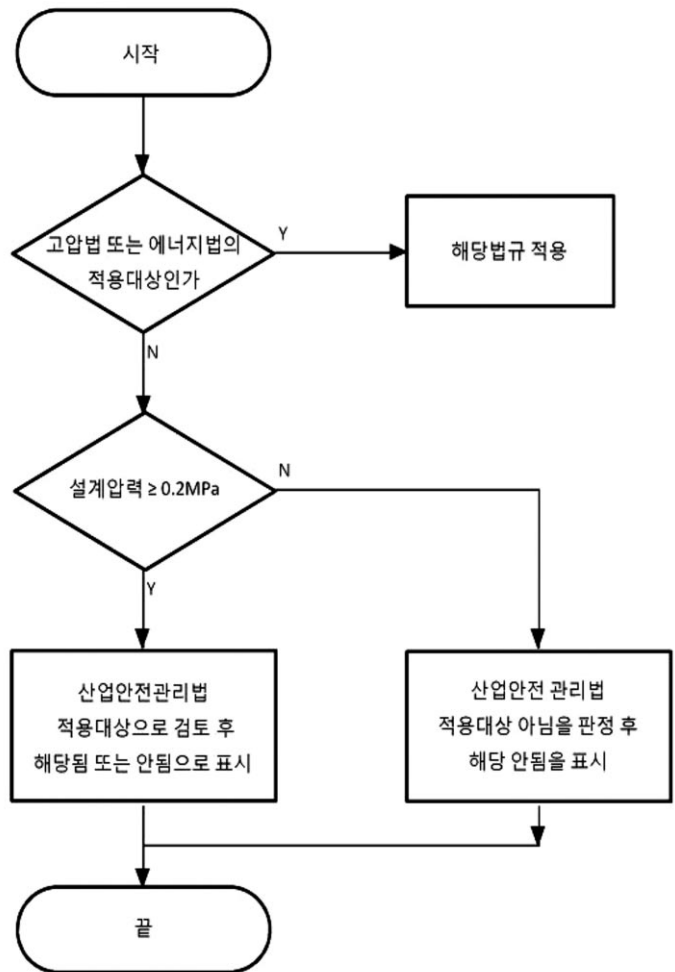 시작
고압법 또는 에너지법의
적용대상인가
Y
해당법규 적용
N
설계압력 ≥ 0.2MPa
N
Y
산업안전관리법
적용대상으로 검토 후
해당됨 또는 안됨으로 표시
산업안전 관리법
적용대상 아님을 판정 후
해당 안됨을 표시
끝